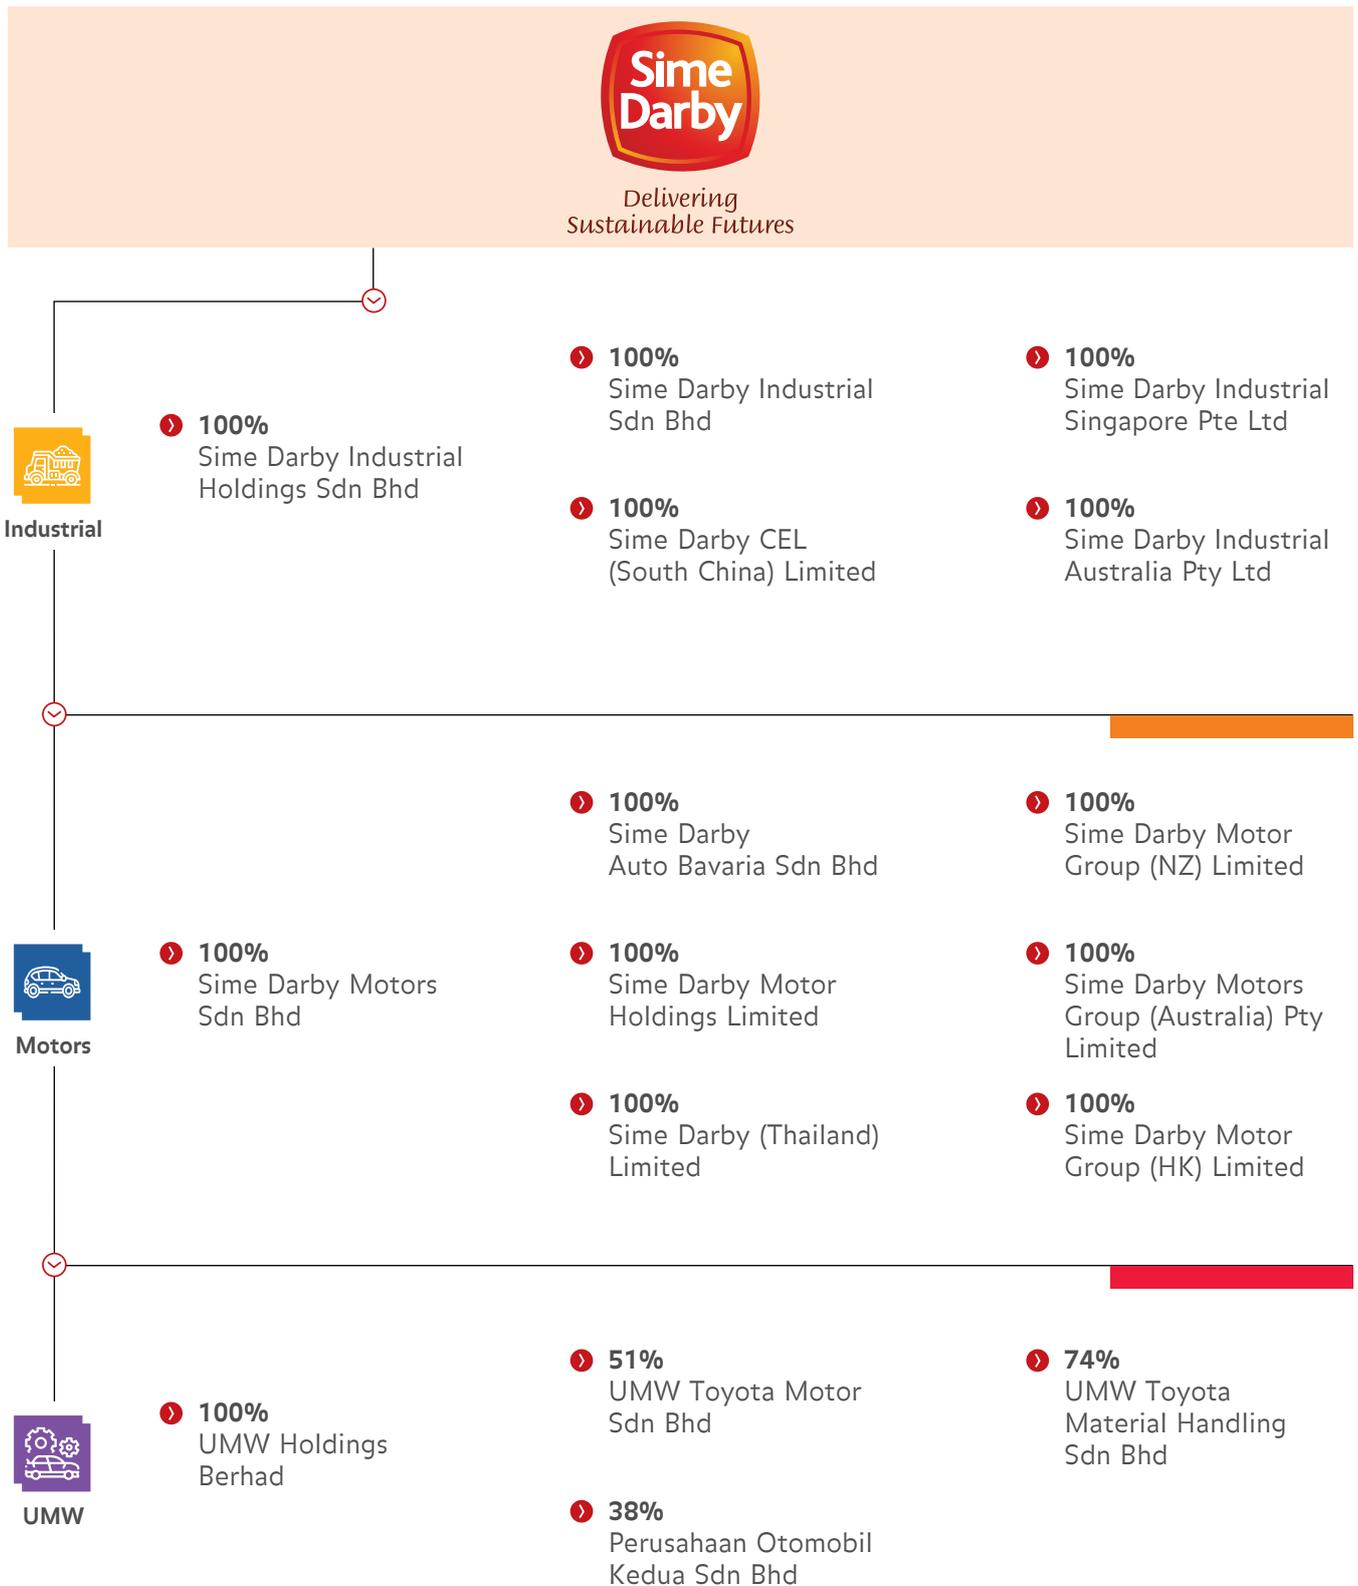 Sime
Darby
Delivering
Sustainable Futures
Industrial
100%
Sime Darby Industrial
Holdings Sdn Bhd
100%
Sime Darby Industrial
Sdn Bhd
100%
Sime Darby Industrial
Singapore Pte Ltd
100%
Sime Darby CEL
(South China) Limited
100%
Sime Darby Industrial
Australia Pty Ltd
Motors
100%
Sime Darby Motors
Sdn Bhd
100%
Sime Darby
Auto Bavaria Sdn Bhd
100%
Sime Darby Motor
Group (NZ) Limited
100%
Sime Darby Motor
Holdings Limited
100%
Sime Darby Motors
Group (Australia) Pty
Limited
100%
Sime Darby (Thailand)
Limited
100%
Sime Darby Motor
Group (HK) Limited
UMW
100%
UMW Holdings
Berhad
51%
UMW Toyota Motor
Sdn Bhd
74%
UMW Toyota
Material Handling
Sdn Bhd
38%
Perusahaan Otomobil
Kedua Sdn Bhd